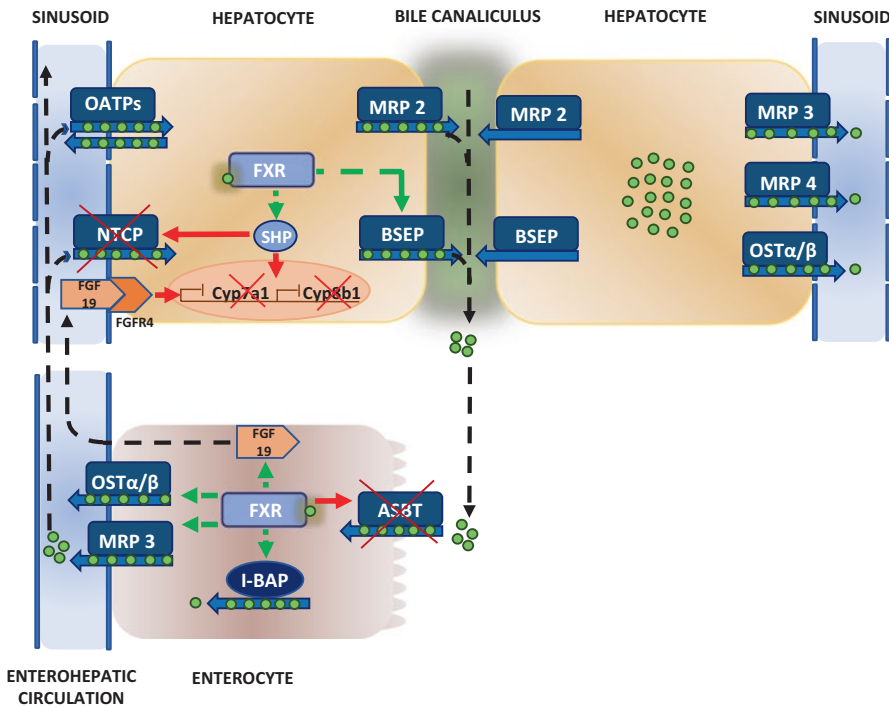 SINUSOID
HEPATOCYTE
BILE CANALICULUS
HEPATOCYTE
SINUSOID
OATPs
MRP 2
MRP 2
MRP 3
FXR
MRP 4
NTCP
SHP
BSEP
BSEP
OSTα/β
FGF
19
FGFR4
Cyp7a1
Cyp8b1
FGF
19
OSTα/β
FXR
ASBT
MRP 3
I-BAP
ENTEROHEPATIC
CIRCULATION
ENTEROCYTE